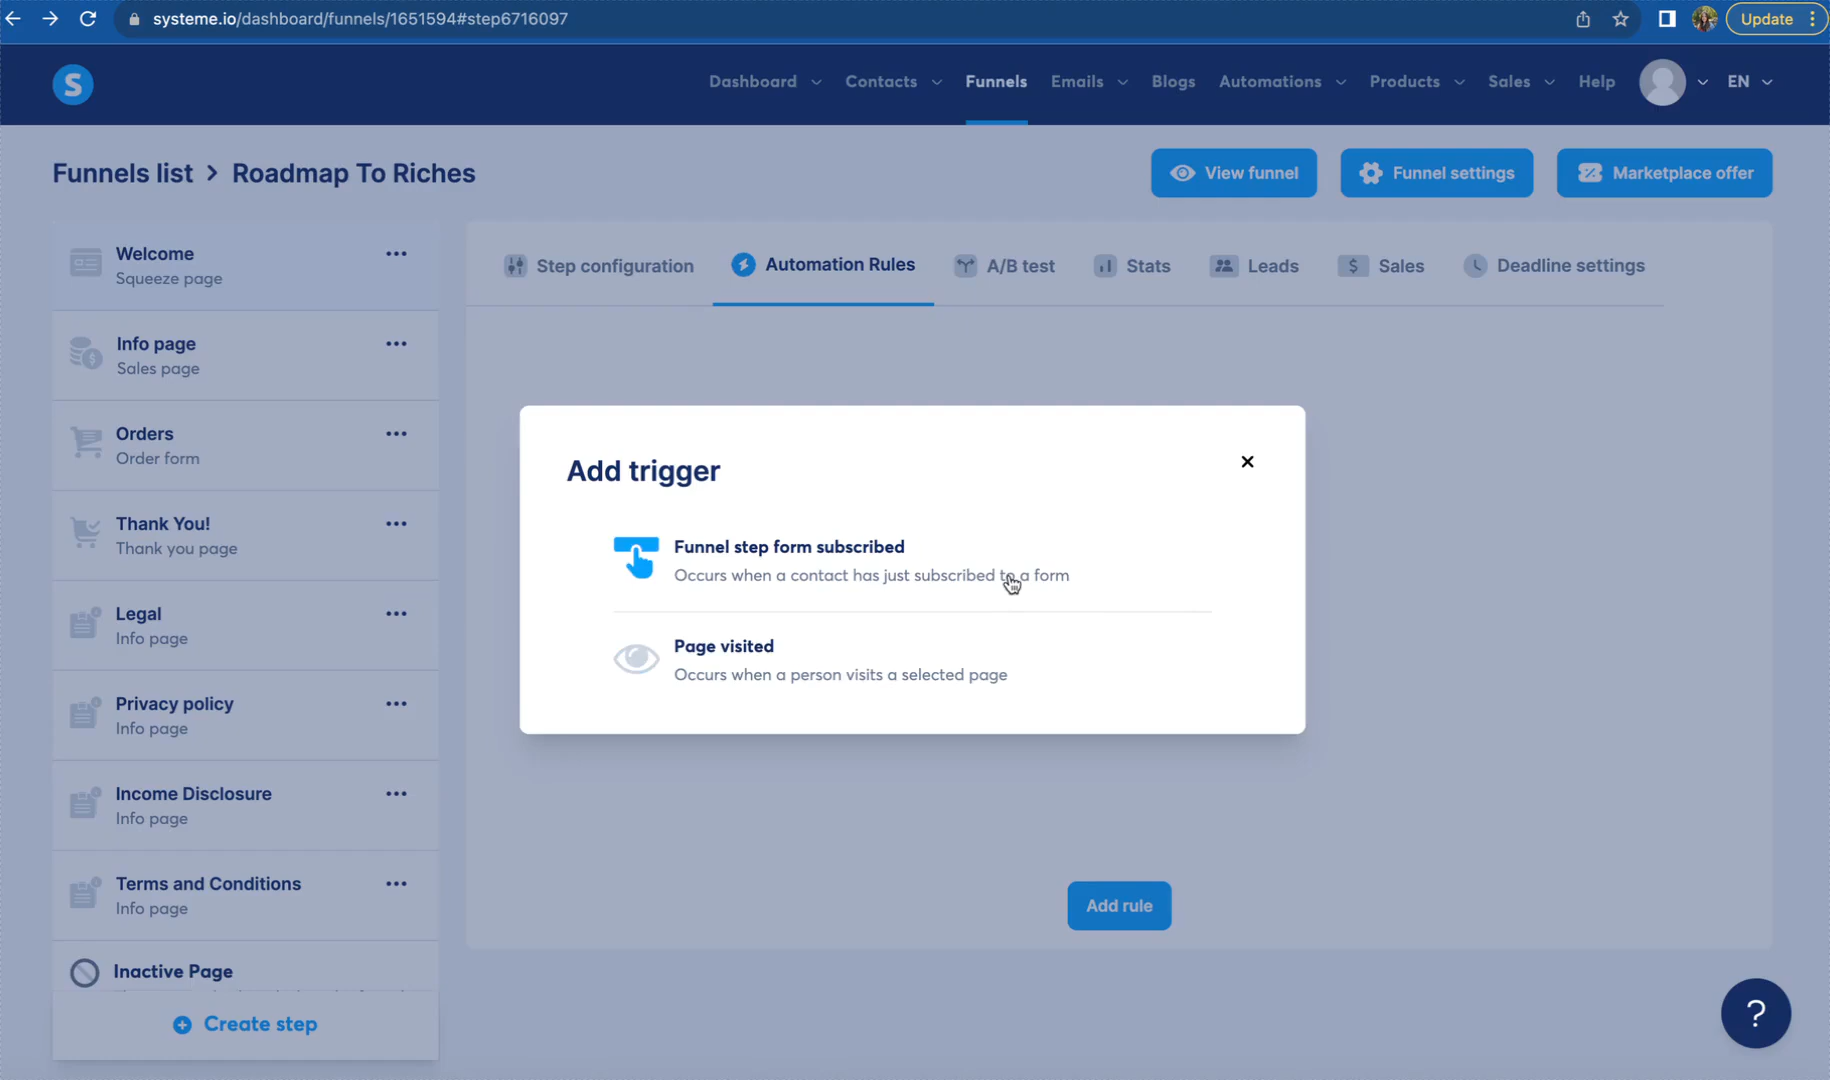 systeme.io/dashboard/funnels/1651594#step6716097
Update
S
Dashboard
Contacts
Funnels
Emails
Blogs
Automations
Products
Sales
Help
EN
Funnels list > Roadmap To Riches
View funnel
Funnel settings
Marketplace offer
Welcome
Squeeze page
Info page
Sales page
Orders
Order form
Thank You!
Thank you page
Legal
Info page
Privacy policy
Info page
Income Disclosure
Info page
Terms and Conditions
Info page
Inactive Page
Create step
Step configuration
Automation Rules
A/B test
Stats
Leads
Sales
Deadline settings
Add trigger
Funnel step form subscribed
Occurs when a contact has just subscribed to a form
Page visited
Occurs when a person visits a selected page
Add rule
?